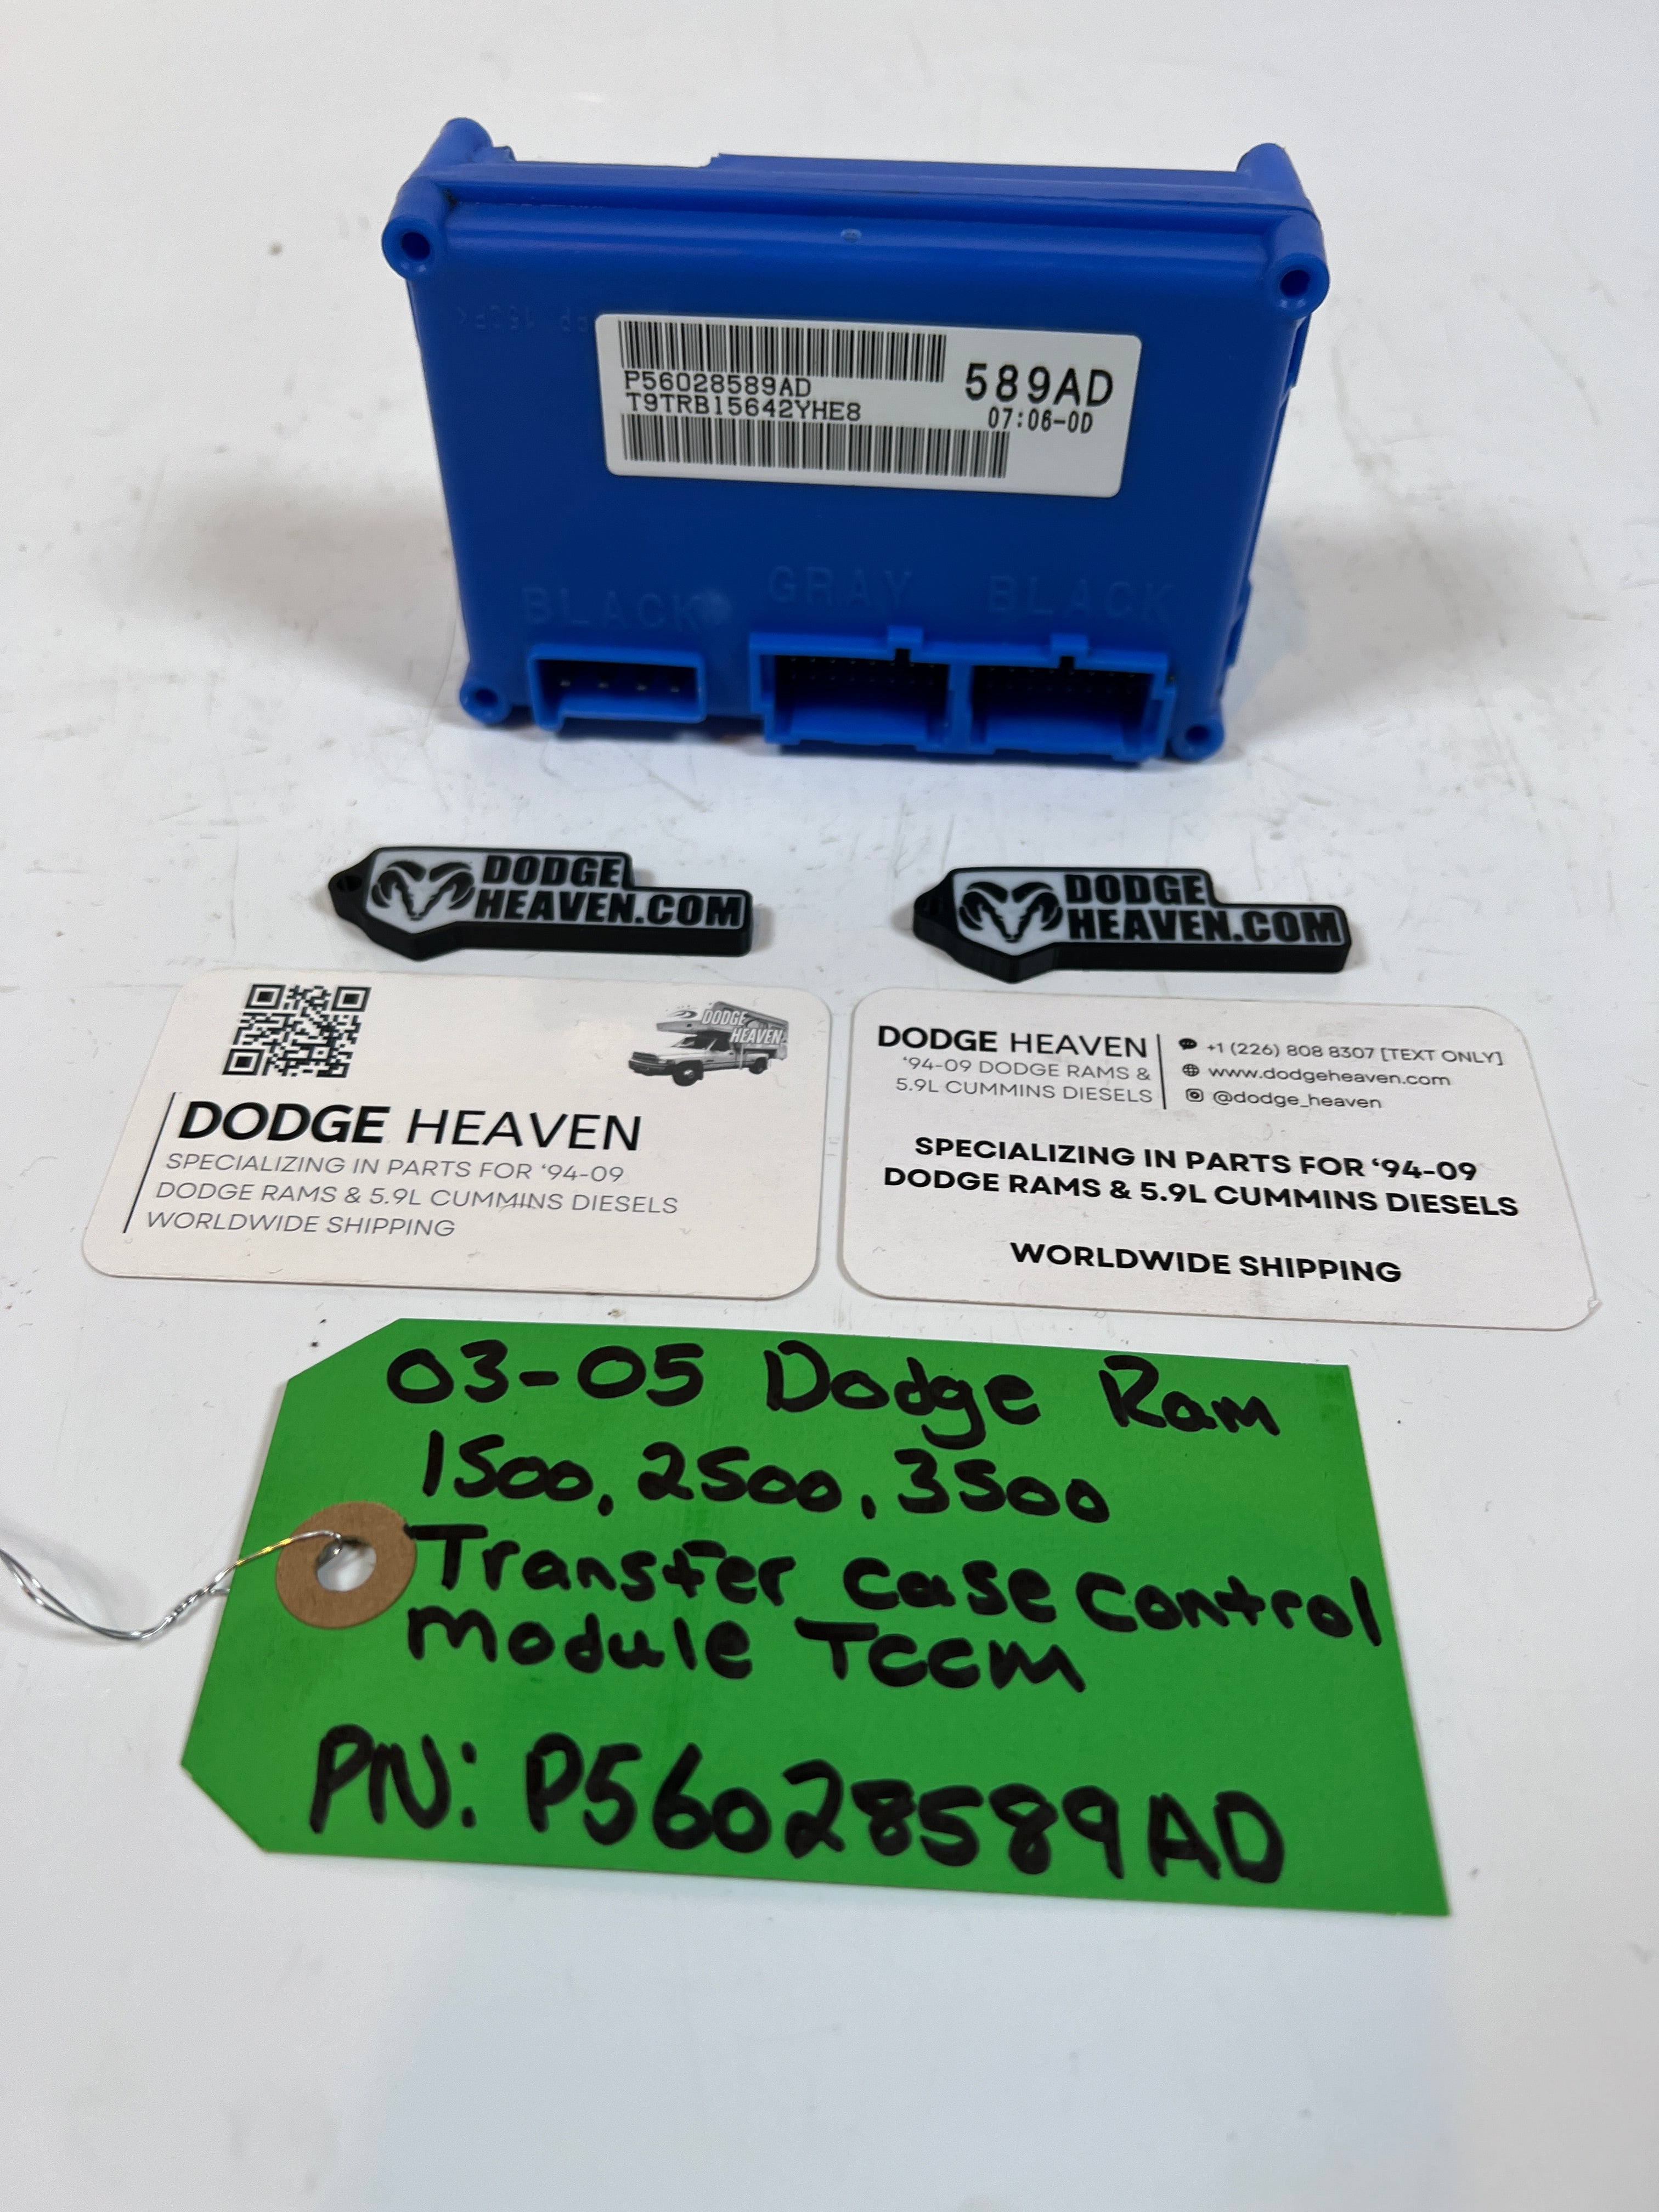 P56028589AD
T9TRB15642YHE8
589AD
07:06-0D
BLACK
GRAY
BLACK
DODGE
HEAVEN.COM
DODGE
HEAVEN.COM
DODGE
HEAVEN
DODGE HEAVEN
SPECIALIZING IN PARTS FOR ‘94-09
DODGE RAMS & 5.9L CUMMINS DIESELS
WORLDWIDE SHIPPING
DODGE HEAVEN
‘94-09 DODGE RAMS &
5.9L CUMMINS DIESELS
+1 (226) 808 8307 [TEXT ONLY]
www.dodgeheaven.com
@dodge_heaven
SPECIALIZING IN PARTS FOR ‘94-09
DODGE RAMS & 5.9L CUMMINS DIESELS
WORLDWIDE SHIPPING
03-05 Dodge Ram
1500, 2500, 3500
Transfer case control
module TCCM
PN: P56028589AD